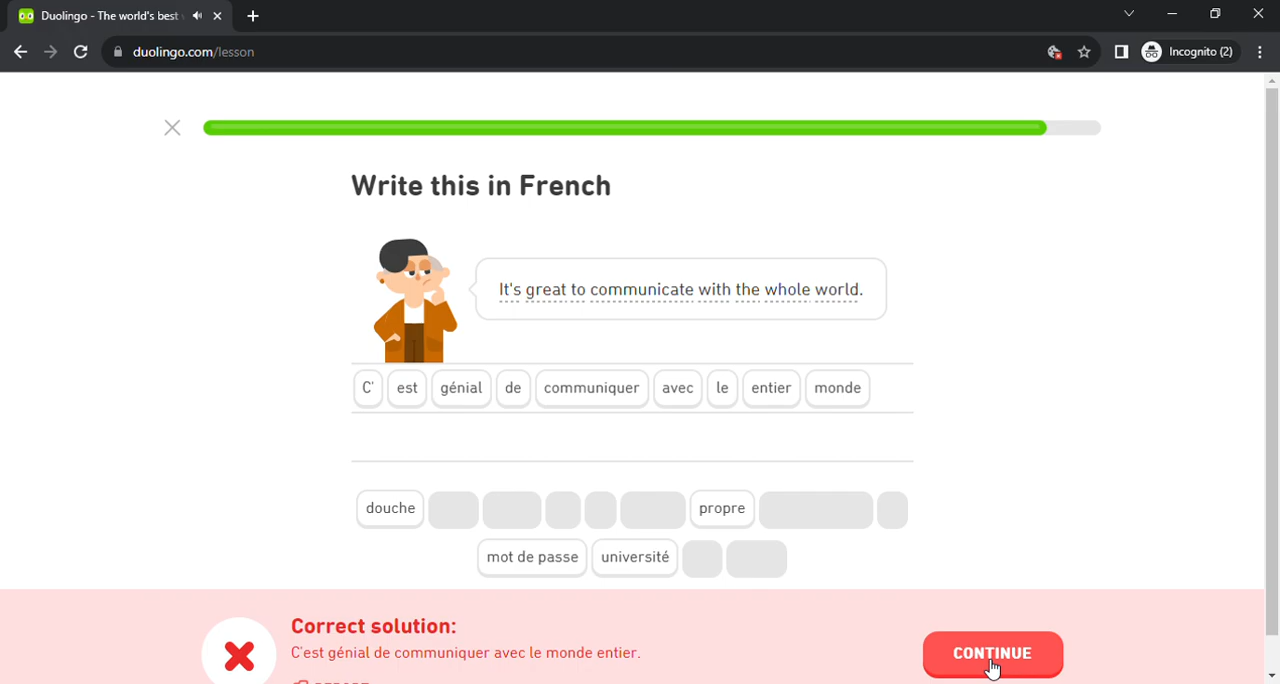 Duolingo - The world's best
duolingo.com/lesson
Incognito (2)
Write this in French
It's great to communicate with the whole world.
C' est génial de communiquer avec le entier monde
douche propre
mot de passe université
Correct solution:
C'est génial de communiquer avec le monde entier.
CONTINUE